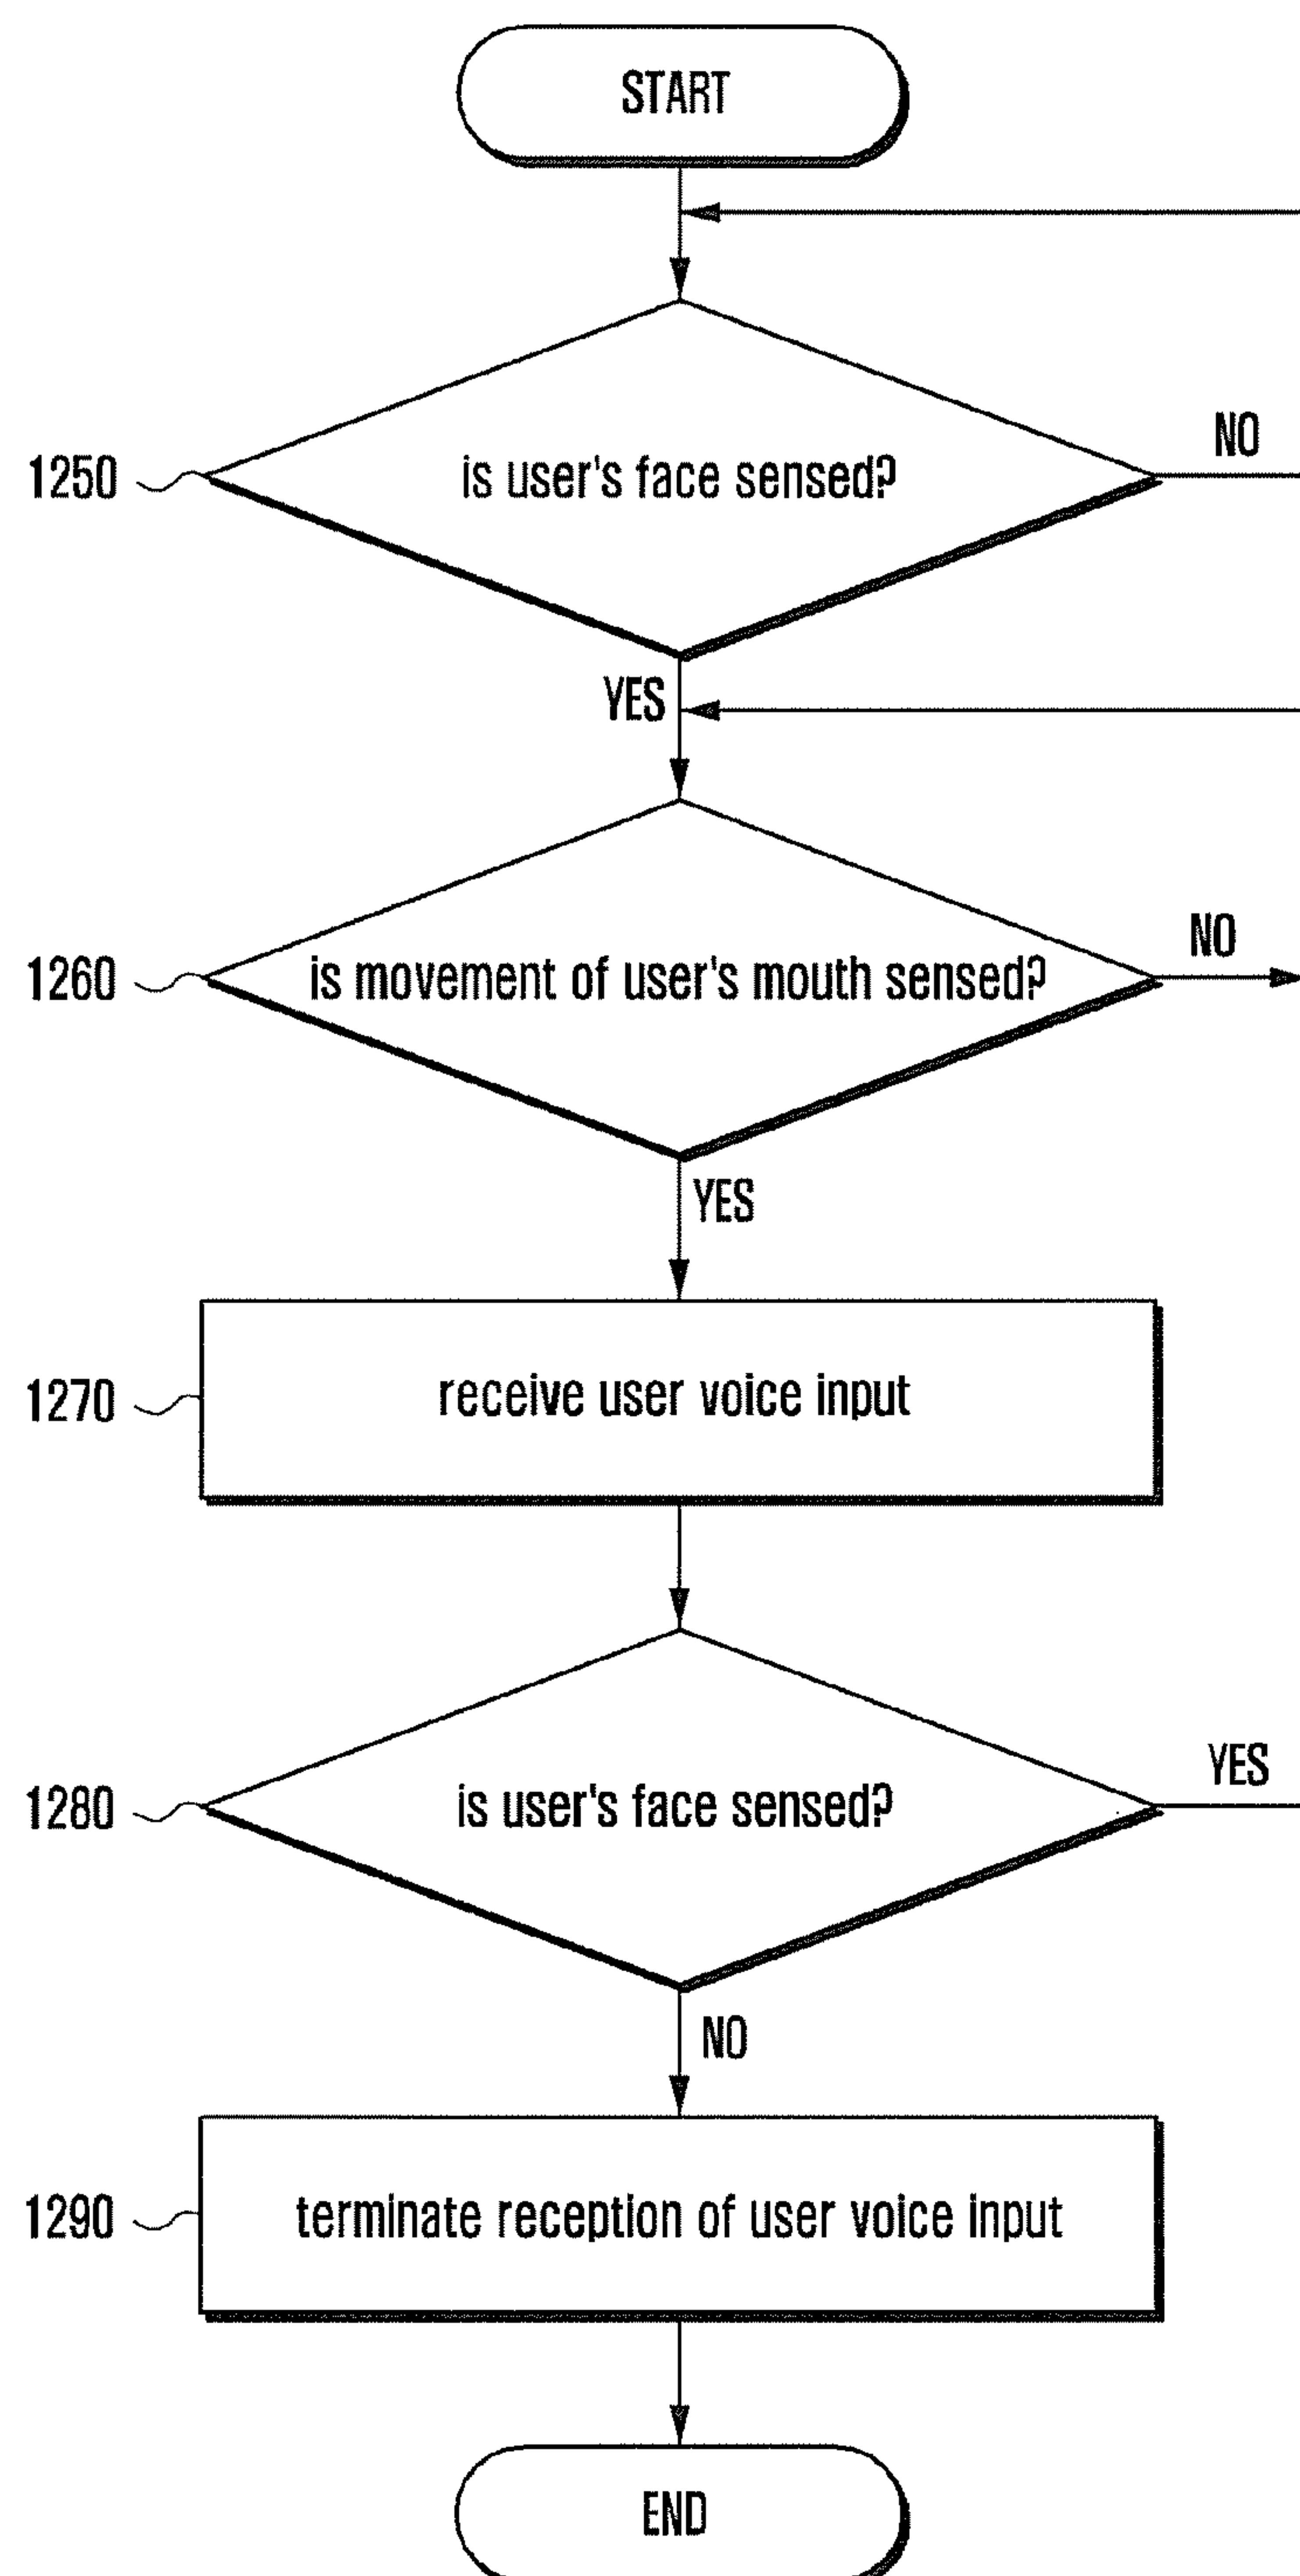 START
NO
1250
is user's face sensed?
YES
NO
1260
is movement of user's mouth sensed?
YES
1270
receive user voice input
YES
1280
is user's face sensed?
NO
1290
terminate reception of user voice input
END